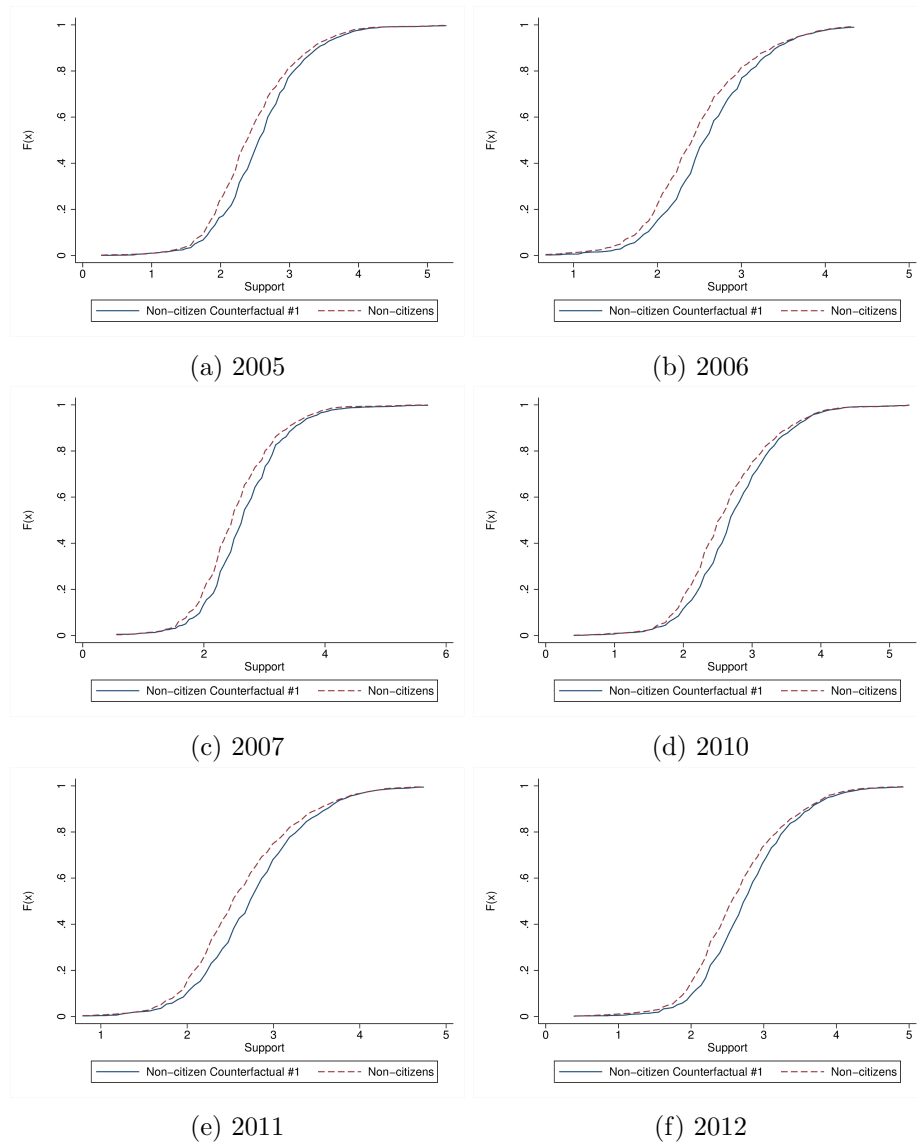 F(x)
1
.8
.6
.4
.2
0
0 1 2 3 4 5
Support
Non-citizen Counterfactual #1 Non-citizens
(a) 2005
F(x)
1
.8
.6
.4
.2
0
1 2 3 4 5
Support
Non-citizen Counterfactual #1 Non-citizens
(b) 2006
F(x)
1
.8
.6
.4
.2
0
0 2 4 6
Support
Non-citizen Counterfactual #1 Non-citizens
(c) 2007
F(x)
1
.8
.6
.4
.2
0
0 1 2 3 4 5
Support
Non-citizen Counterfactual #1 Non-citizens
(d) 2010
F(x)
1
.8
.6
.4
.2
0
1 2 3 4 5
Support
Non-citizen Counterfactual #1 Non-citizens
(e) 2011
F(x)
1
.8
.6
.4
.2
0
0 1 2 3 4 5
Support
Non-citizen Counterfactual #1 Non-citizens
(f) 2012